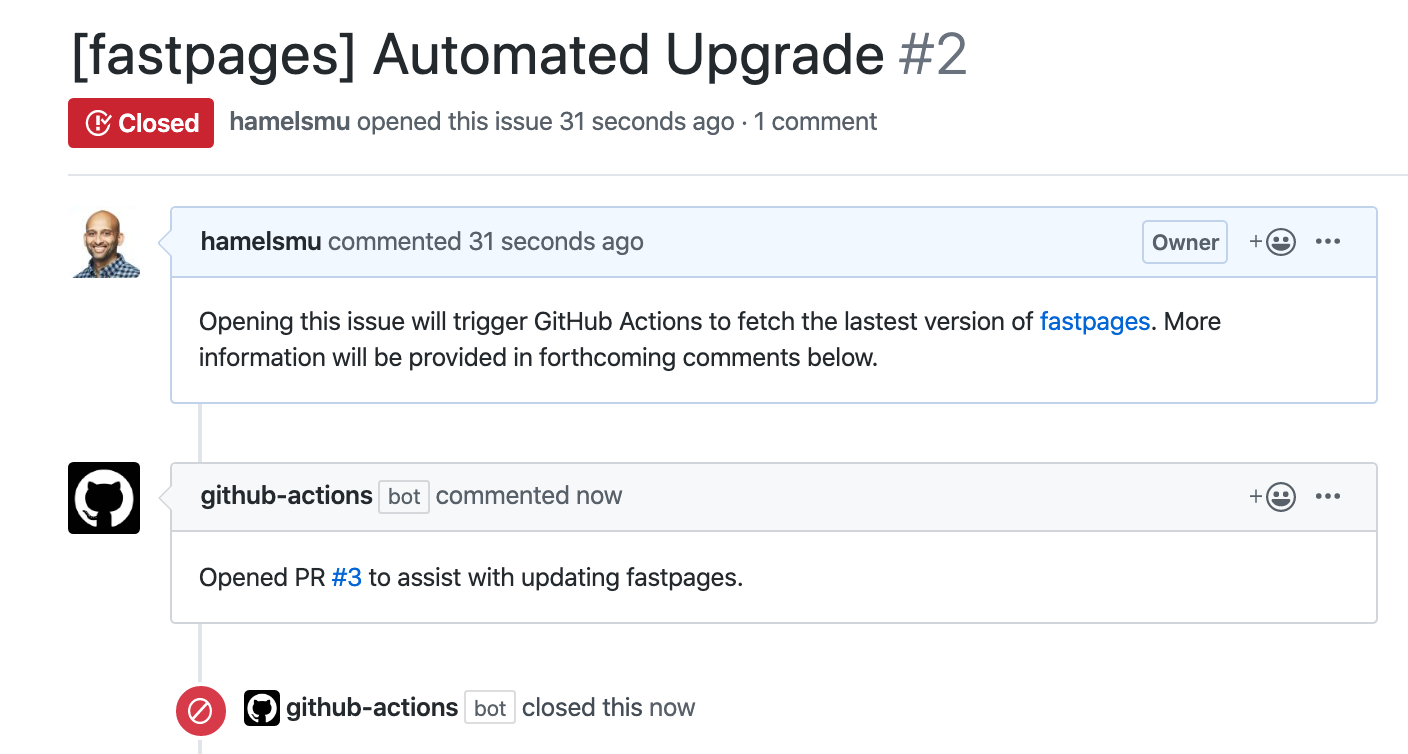 [fastpages] Automated Upgrade #2
Closed hamelsmu opened this issue 31 seconds ago · 1 comment
hamelsmu commented 31 seconds ago Owner
Opening this issue will trigger GitHub Actions to fetch the lastest version of fastpages. More
information will be provided in forthcoming comments below.
github-actions bot commented now
Opened PR #3 to assist with updating fastpages.
github-actions bot closed this now